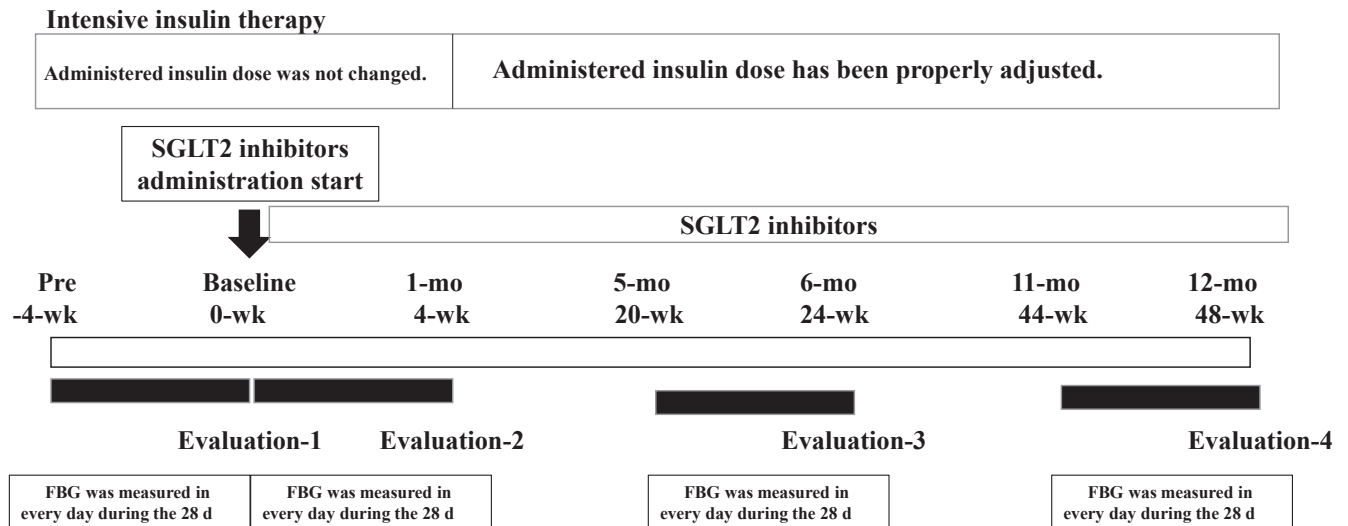 Intensive insulin therapy
Administered insulin dose was not changed.
Administered insulin dose has been properly adjusted.
SGLT2 inhibitors
administration start
SGLT2 inhibitors
Pre Baseline 1-mo 5-mo 6-mo 11-mo 12-mo
-4-wk 0-wk 4-wk 20-wk 24-wk 44-wk 48-wk
Evaluation-1 Evaluation-2 Evaluation-3 Evaluation-4
FBG was measured in
every day during the 28 d
FBG was measured in
every day during the 28 d
FBG was measured in
every day during the 28 d
FBG was measured in
every day during the 28 d